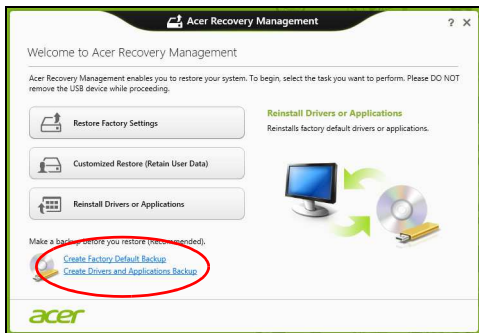 Acer Recovery Management
? X
Welcome to Acer Recovery Management
Acer Recovery Management enables you to restore your system. To begin, select the task you want to perform. Please DO NOT
remove the USB device while proceeding.
Restore Factory Settings
Customized Restore (Retain User Data)
Reinstall Drivers or Applications
Reinstall Drivers or Applications
Reinstalls factory default drivers or applications.
Make a backup before you restore (Recommended).
Create Factory Default Backup
Create Drivers and Applications Backup
acer